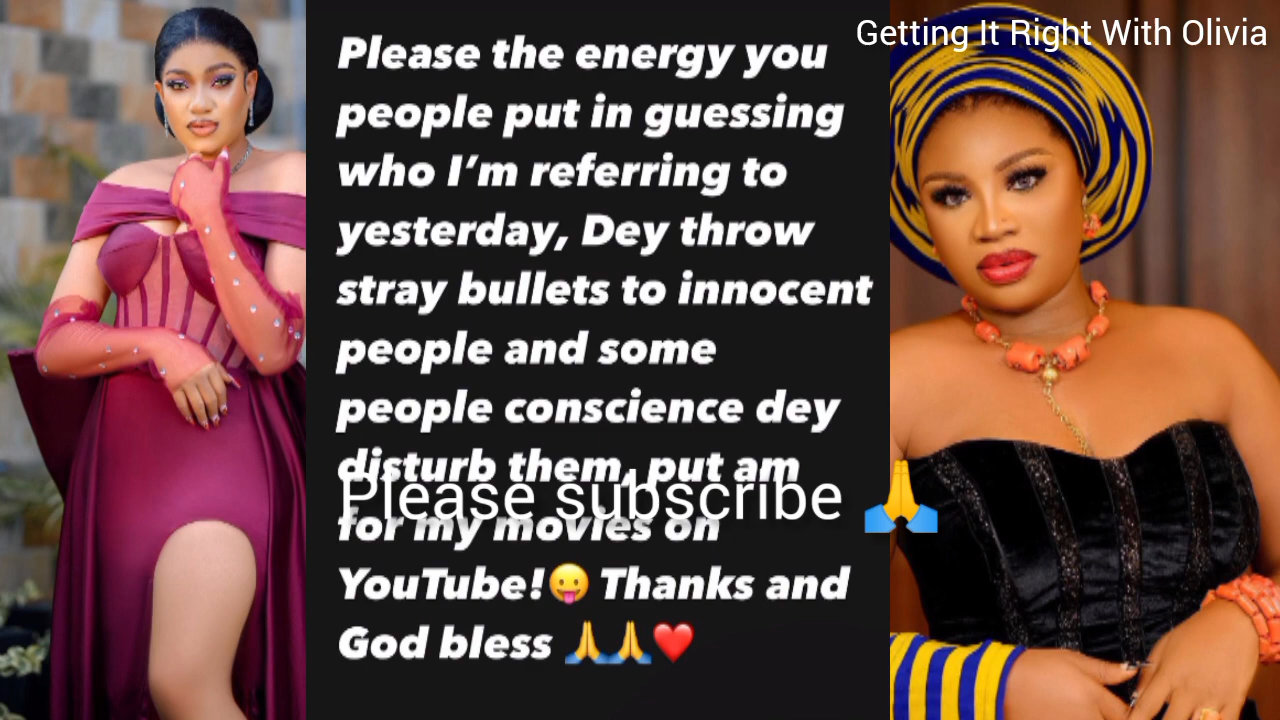 Getting It Right With Olivia
Please the energy you
people put in guessing
who I’m referring to
yesterday, Dey throw
stray bullets to innocent
people and some
people conscience dey
disturb them, put am
Please subscribe 🙏
for my movies on
YouTube!😛 Thanks and
God bless 🙏🙏❤️